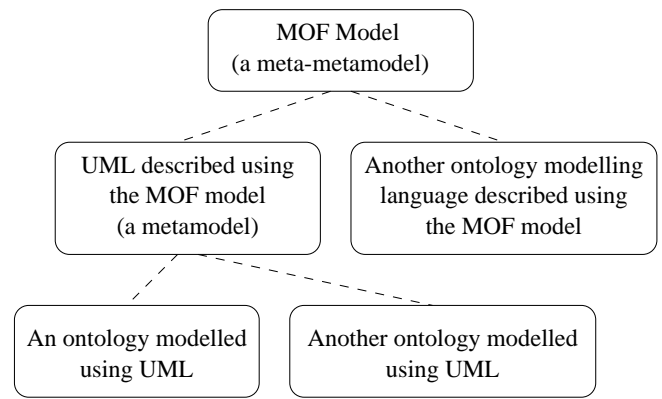 MOF Model
(a meta-metamodel)
UML described using
the MOF model
(a metamodel)
Another ontology modelling
language described using
the MOF model
An ontology modelled
using UML
Another ontology modelled
using UML